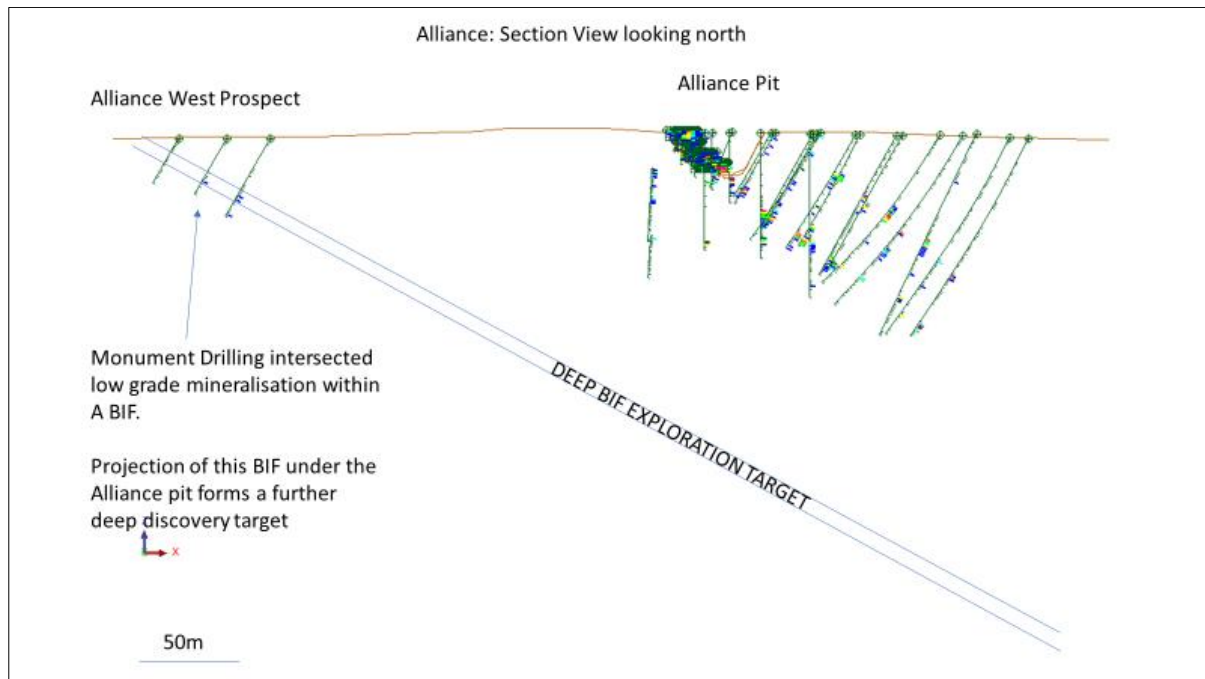 Alliance: Section View looking north
Alliance West Prospect
Alliance Pit
Monument Drilling intersected
low grade mineralisation within
A BIF.
Projection of this BIF under the
Alliance pit forms a further
deep discovery target
DEEP BIF EXPLORATION TARGET
X
50m